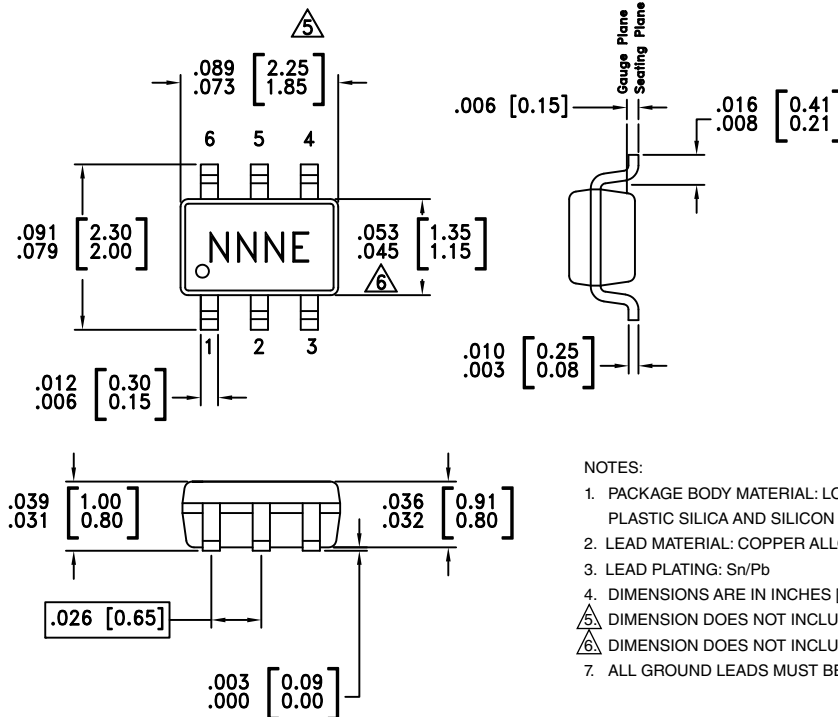 5
.089 [2.25]
.073 [1.85]
6 5 4
.091 [2.30]
.079 [2.00]
NNNE
.053 [1.35]
.045 [1.15]
6
1 2 3
.012 [0.30]
.006 [0.15]
Gauge Plane
Seating Plane
.006 [0.15]
.016 [0.41]
.008 [0.21]
.010 [0.25]
.003 [0.08]
.039 [1.00]
.031 [0.80]
.036 [0.91]
.032 [0.80]
.026 [0.65]
.003 [0.09]
.000 [0.00]
NOTES:
1. PACKAGE BODY MATERIAL: LO
PLASTIC SILICA AND SILICON
2. LEAD MATERIAL: COPPER ALL
3. LEAD PLATING: Sn/Pb
4. DIMENSIONS ARE IN INCHES [
5. DIMENSION DOES NOT INCLU
6. DIMENSION DOES NOT INCLU
7. ALL GROUND LEADS MUST BE